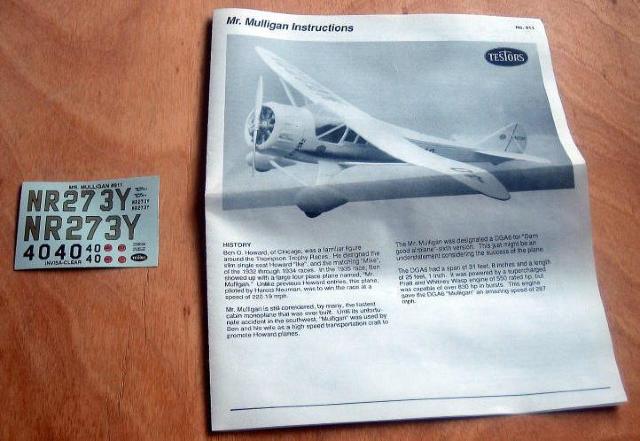 Mr. Mulligan Instructions
No. 911
TESTORS
MR. MULLIGAN #911
NR273Y
NR273Y
NR273Y
NR273Y
40 40 40
40
INVISA-CLEAR
HISTORY
Ben O. Howard, of Chicago, was a familiar figure
around the Thompson Trophy Races. He designed the
slim single seat Howard "Ike", and the matching "Mike",
of the 1932 through 1934 races. In the 1935 race, Ben
showed up with a large four place plane named, "Mr.
Mulligan." Unlike previous Howard entries, this plane,
piloted by Harold Neuman, was to win the race at a
speed of 220.19 mph.
Mr. Mulligan is still considered, by many, the fastest
cabin monoplane that was ever built. Until its unfortu-
nate accident in the southwest, "Mulligan" was used by
Ben and his wife as a high speed transportation craft to
promote Howard planes.
The Mr. Mulligan was designated a DGA6 for "Damn
good airplane"-sixth version. This just might be an
understatement considering the success of the plane.
The DGA6 had a span of 31 feet, 8 inches and a length
of 25 feet, 1 inch. It was powered by a supercharged
Pratt and Whitney Wasp engine of 550 rated hp, but
was capable of over 830 hp in bursts. This engine
gave the DGA6 "Mulligan" an amazing speed of 287
mph.